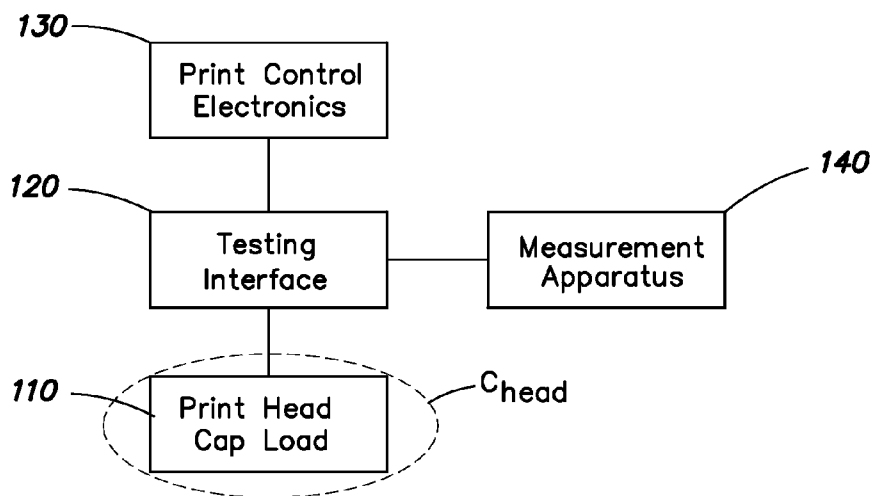 130
Print Control
Electronics
120
140
Testing
Interface
Measurement
Apparatus
110
Print Head
Cap Load
Chead